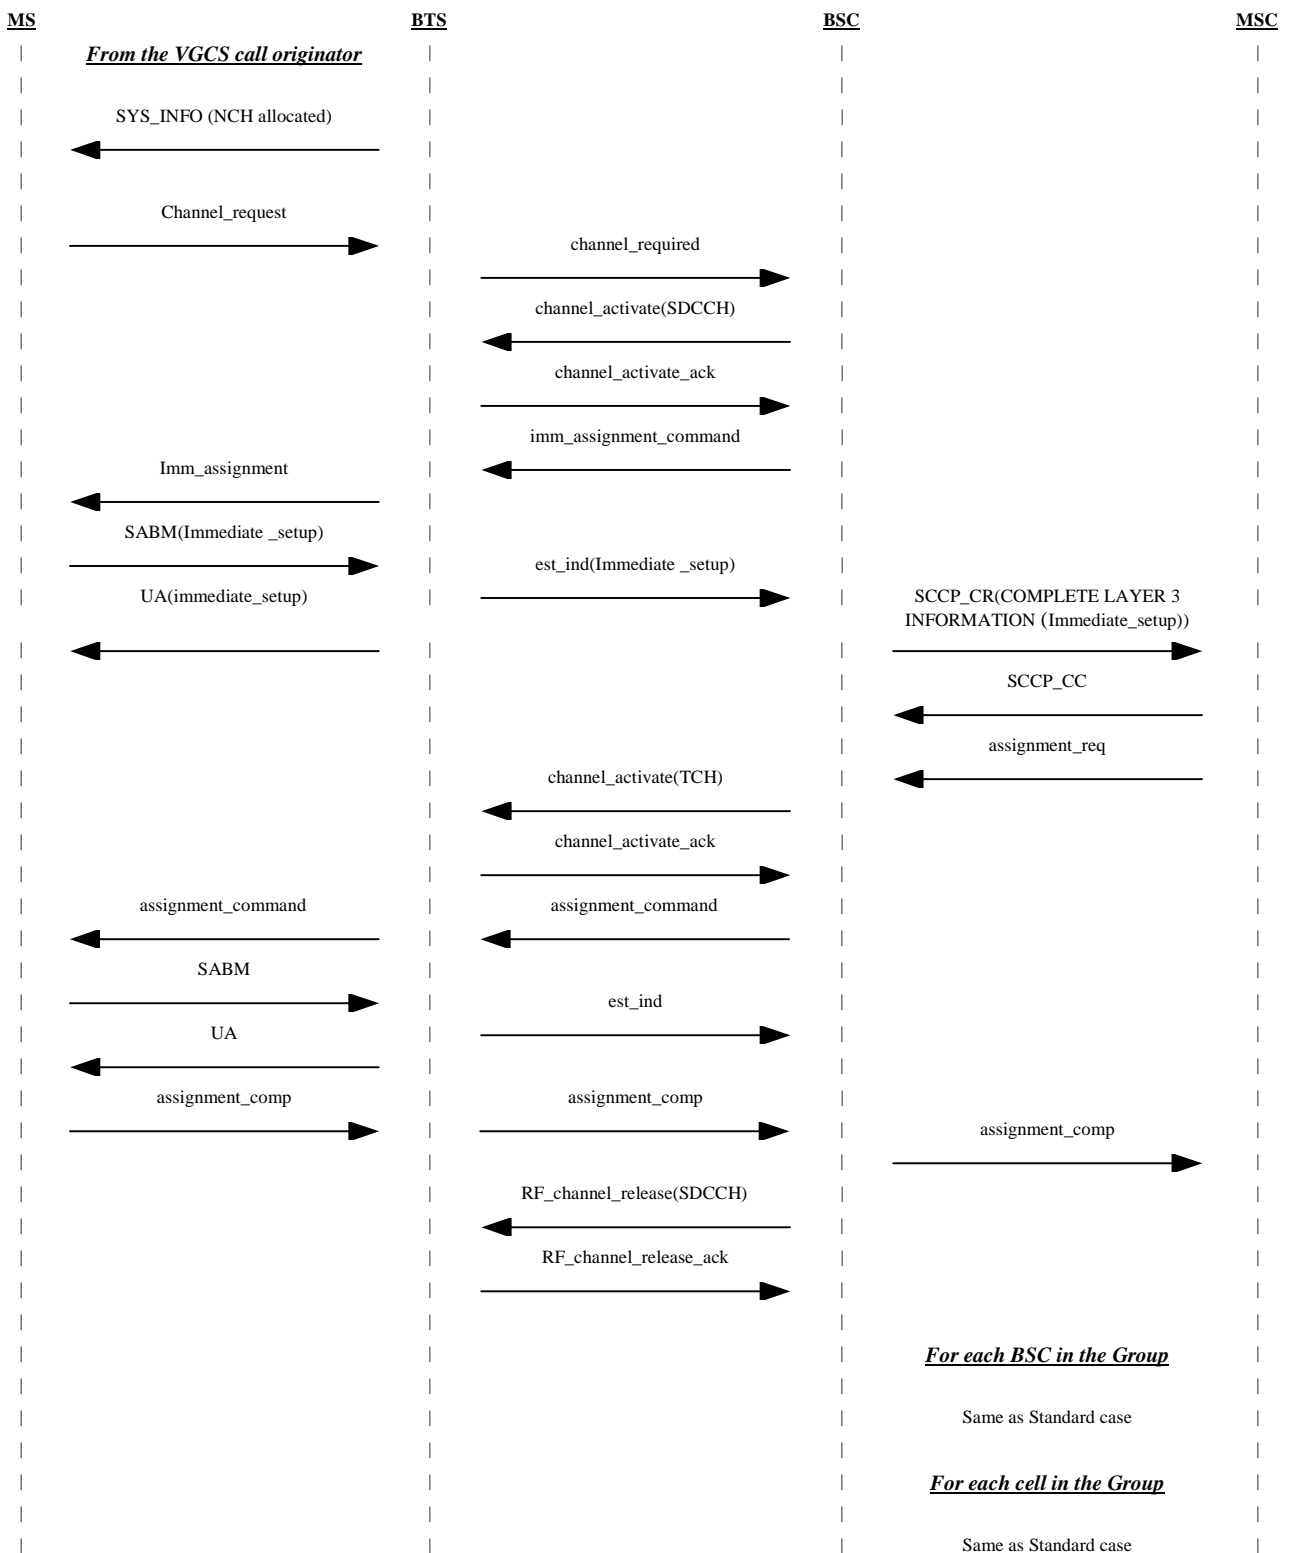 MS BTS BSC MSC
From the VGCS call originator
SYS_INFO (NCH allocated)
Channel_request
channel_required
channel_activate(SDCCH)
channel_activate_ack
imm_assignment_command
Imm_assignment
SABM(Immediate _setup)
est_ind(Immediate _setup)
UA(immediate_setup)
SCCP_CR(COMPLETE LAYER 3
INFORMATION (Immediate_setup))
SCCP_CC
assignment_req
channel_activate(TCH)
channel_activate_ack
assignment_command assignment_command
SABM
est_ind
UA
assignment_comp assignment_comp
assignment_comp
RF_channel_release(SDCCH)
RF_channel_release_ack
For each BSC in the Group
Same as Standard case
For each cell in the Group
Same as Standard case